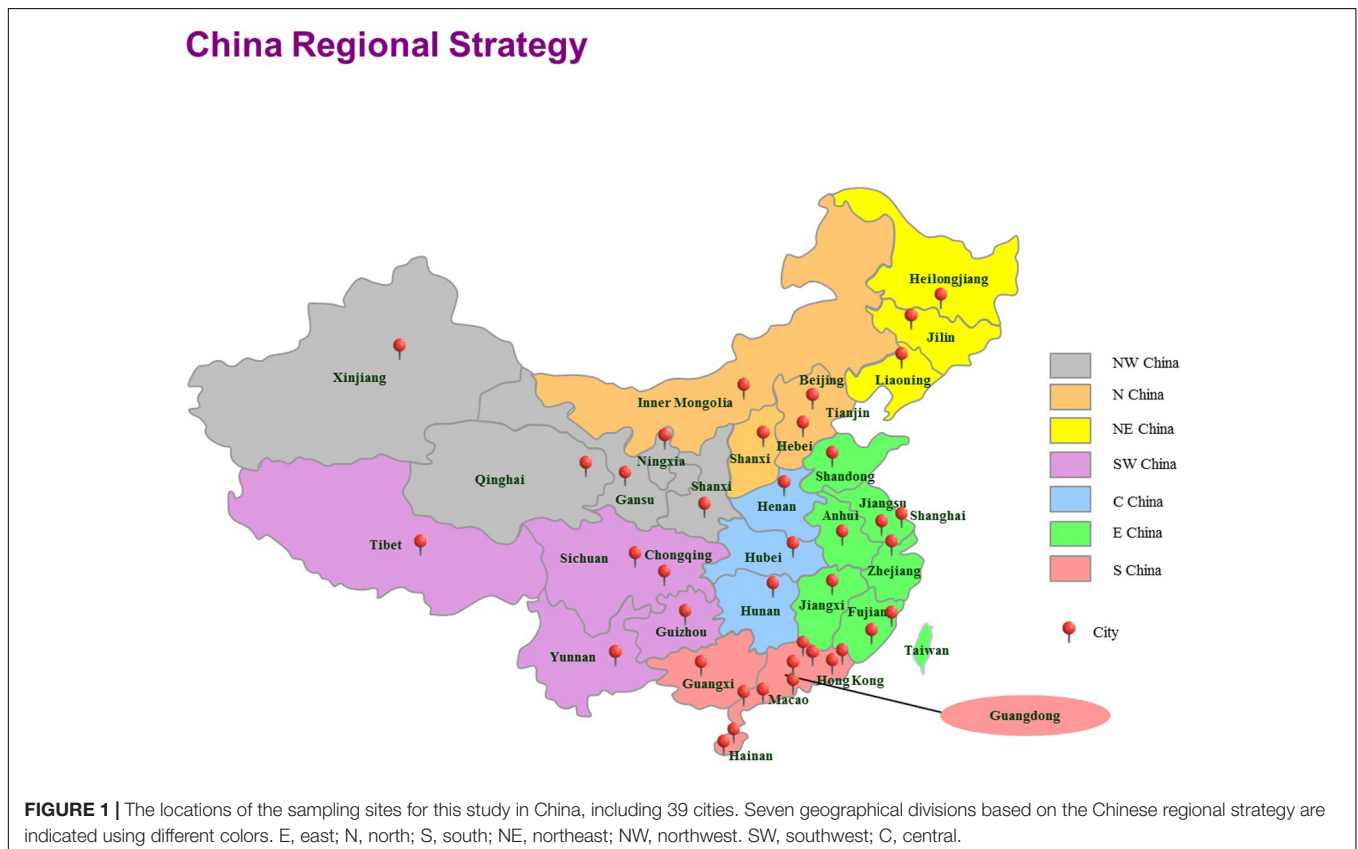 China Regional Strategy
Heilongjiang
Jilin
Liaoning
Xinjiang
Inner Mongolia
Beijing
Tianjin
Hebei
Shanxi
Ningxia
Shanxi
Qinghai
Gansu
Shandong
Henan
Jiangsu
Anhui
Shanghai
Tibet
Sichuan
Chongqing
Hubei
Zhejiang
Hunan
Jiangxi
Fujian
Guizhou
Yunnan
Taiwan
Guangxi
Hong Kong
Macao
Guangdong
Hainan
NW China
N China
NE China
SW China
C China
E China
S China
City
FIGURE 1 | The locations of the sampling sites for this study in China, including 39 cities. Seven geographical divisions based on the Chinese regional strategy are
indicated using different colors. E, east; N, north; S, south; NE, northeast; NW, northwest. SW, southwest; C, central.